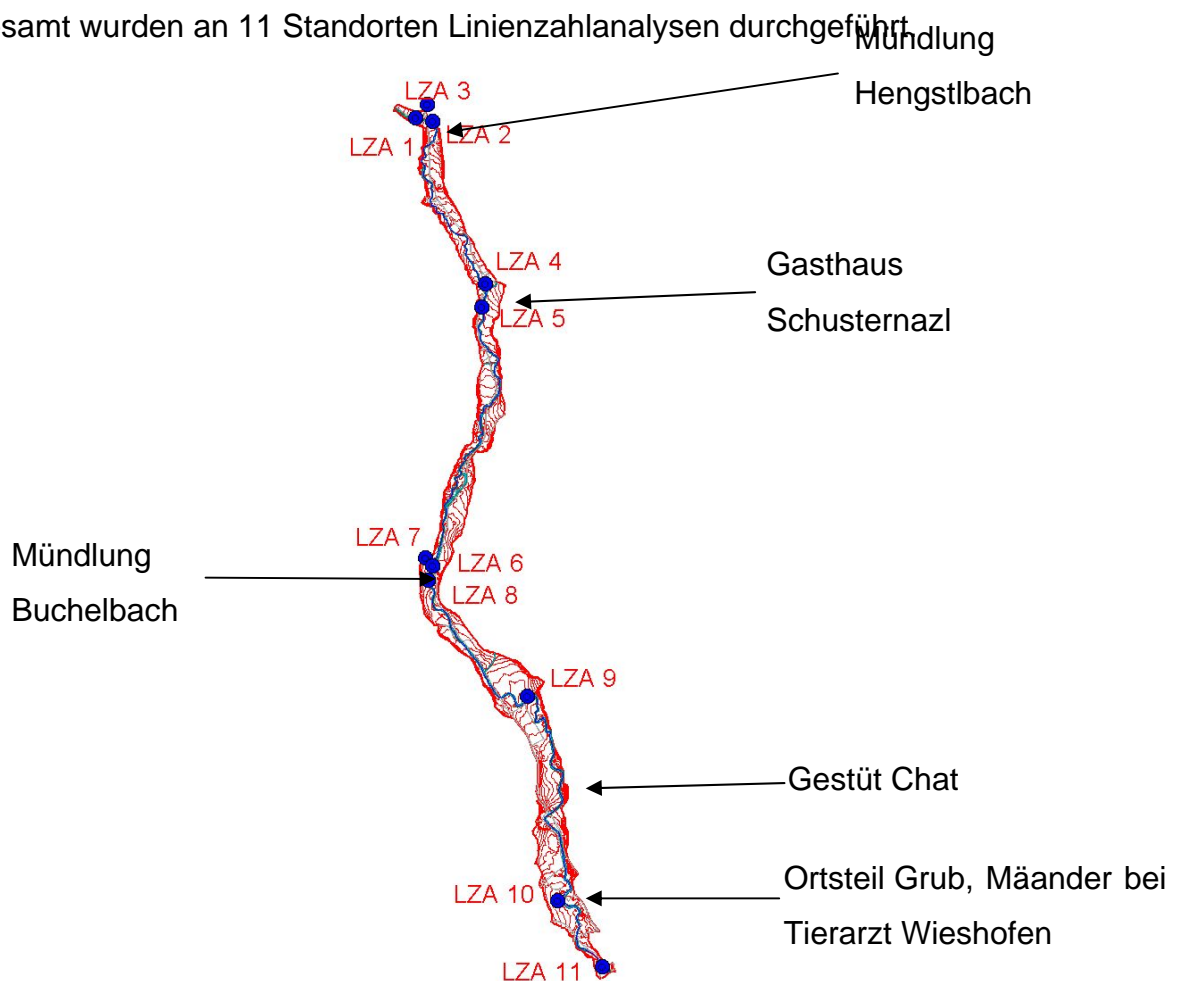 samt wurden an 11 Standorten Linienzahlanalysen durchgeführt.
Mündlung
Hengstlbach
LZA 3
LZA 2
LZA 1
LZA 4
Gasthaus
Schusternazl
LZA 5
LZA 7
Mündlung
Buchelbach
LZA 6
LZA 8
LZA 9
Gestüt Chat
Ortsteil Grub, Mäander bei
Tierarzt Wieshofen
LZA 10
LZA 11